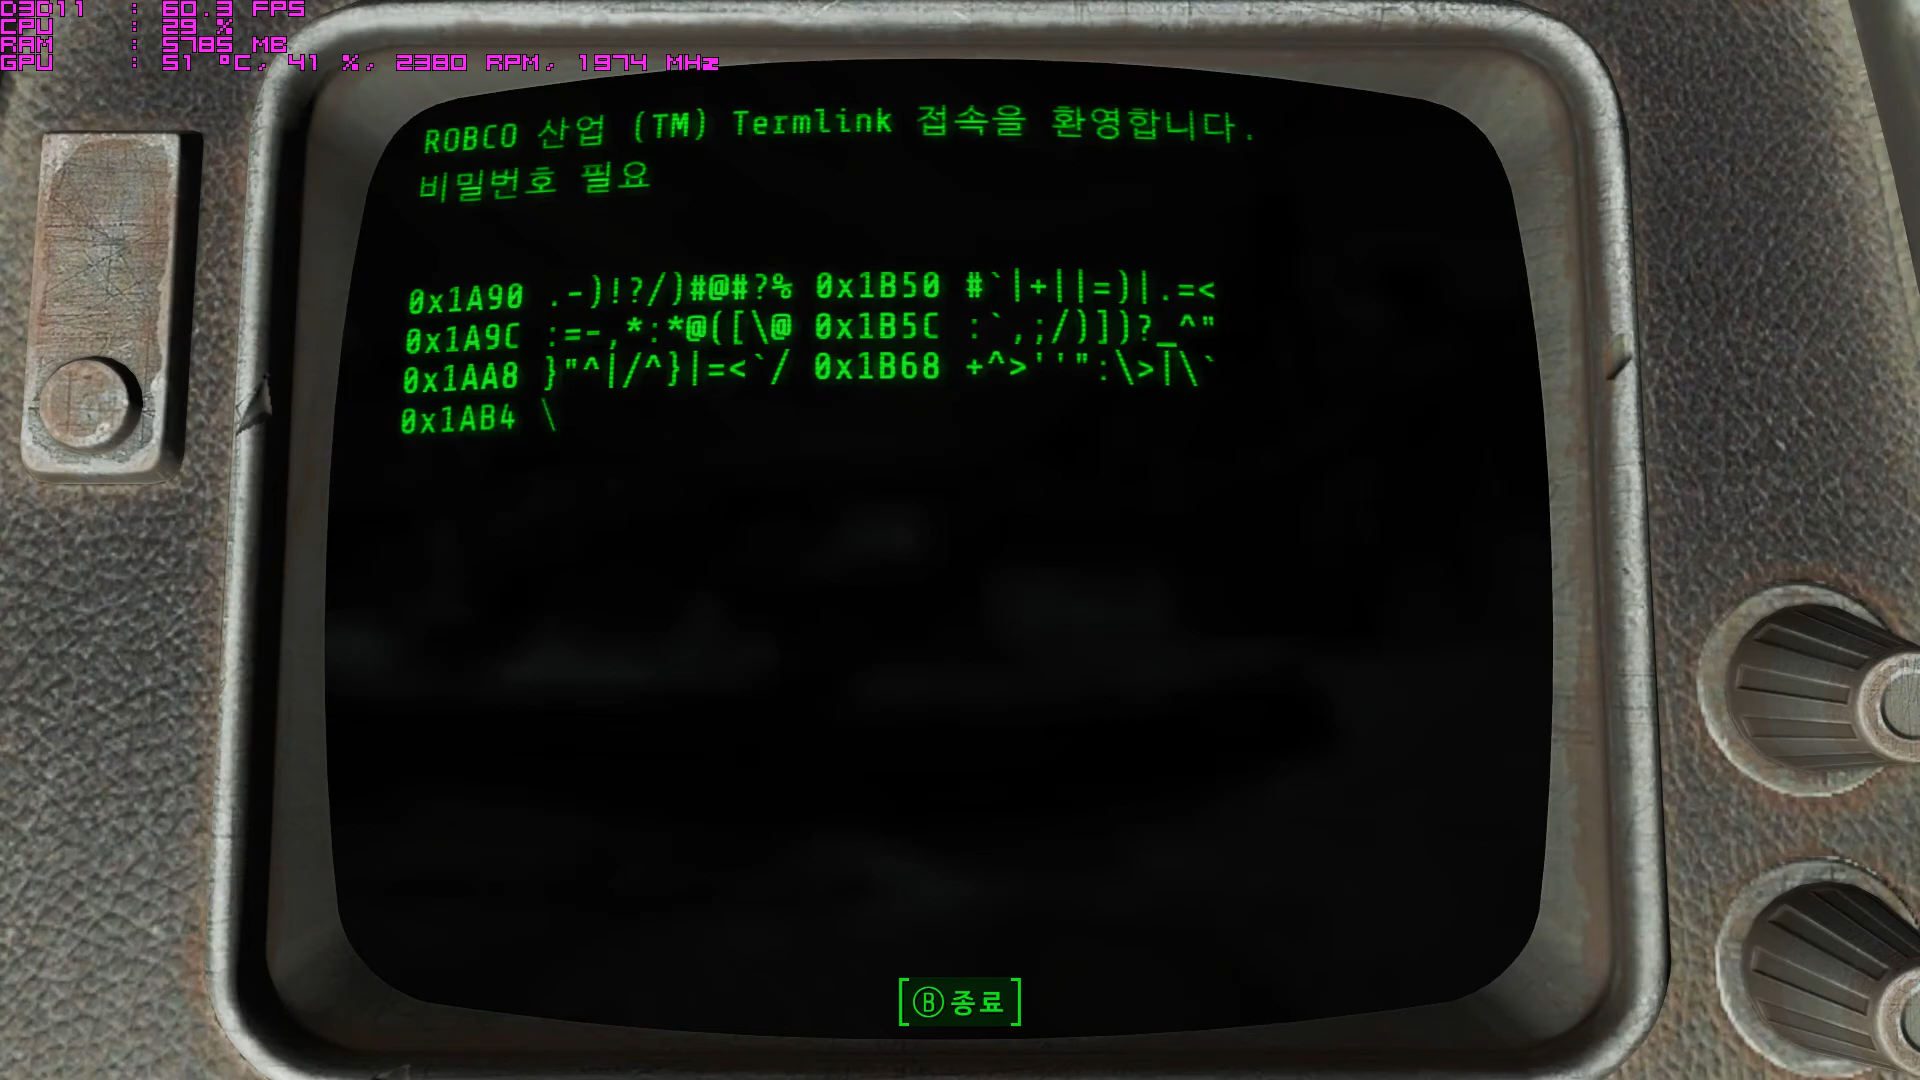 D3D11 : 60.3 FPS
CPU : 29 %
RAM : 5785 MB
GPU : 51 °C, 41 %, 2380 RPM, 1974 MHz
ROBCO 산업 (TM) Termlink 접속을 환영합니다.
비밀번호 필요
0x1A90 .-)!?/)#@#?% 0x1B50 #`|+||=)|.=<
0x1A9C :=-,*:*@([\@ 0x1B5C :`,;/)])?_^"
0x1AA8 }"^|/^}|=<`/ 0x1B68 +^>''":\>|\`
0x1AB4 \
[Ⓑ종료]